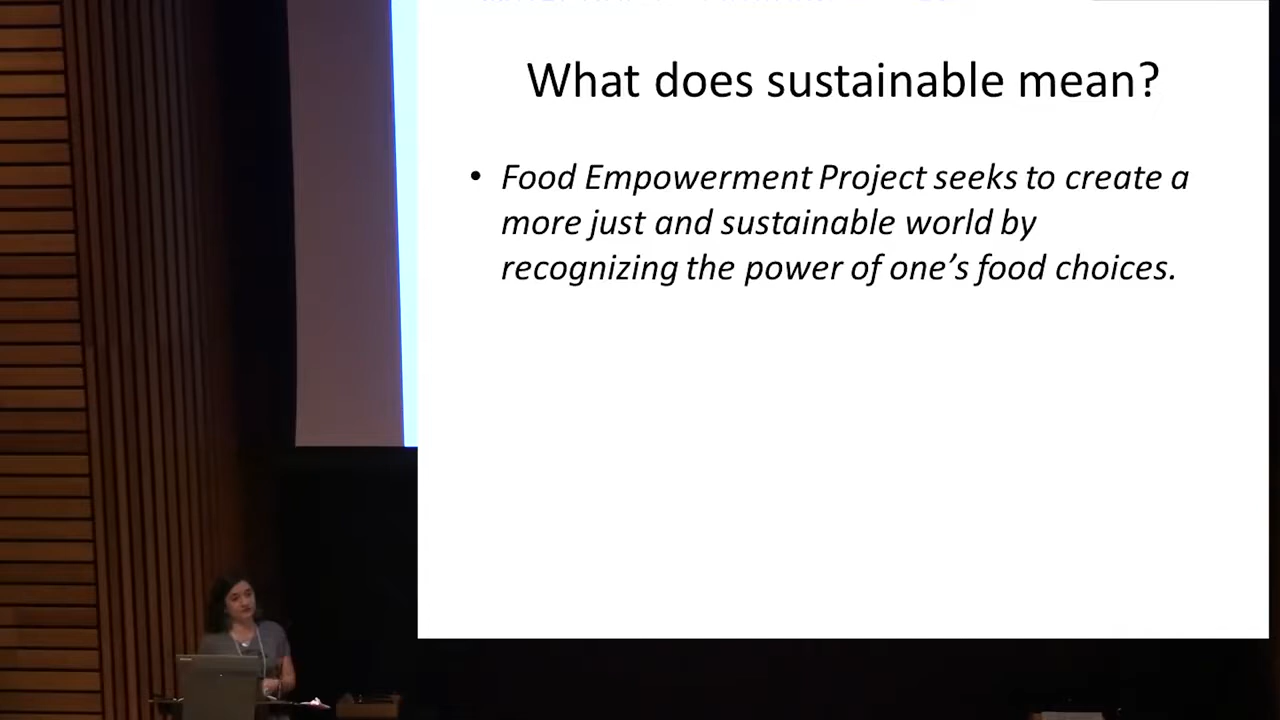 What does sustainable mean?
• Food Empowerment Project seeks to create a
more just and sustainable world by
recognizing the power of one's food choices.